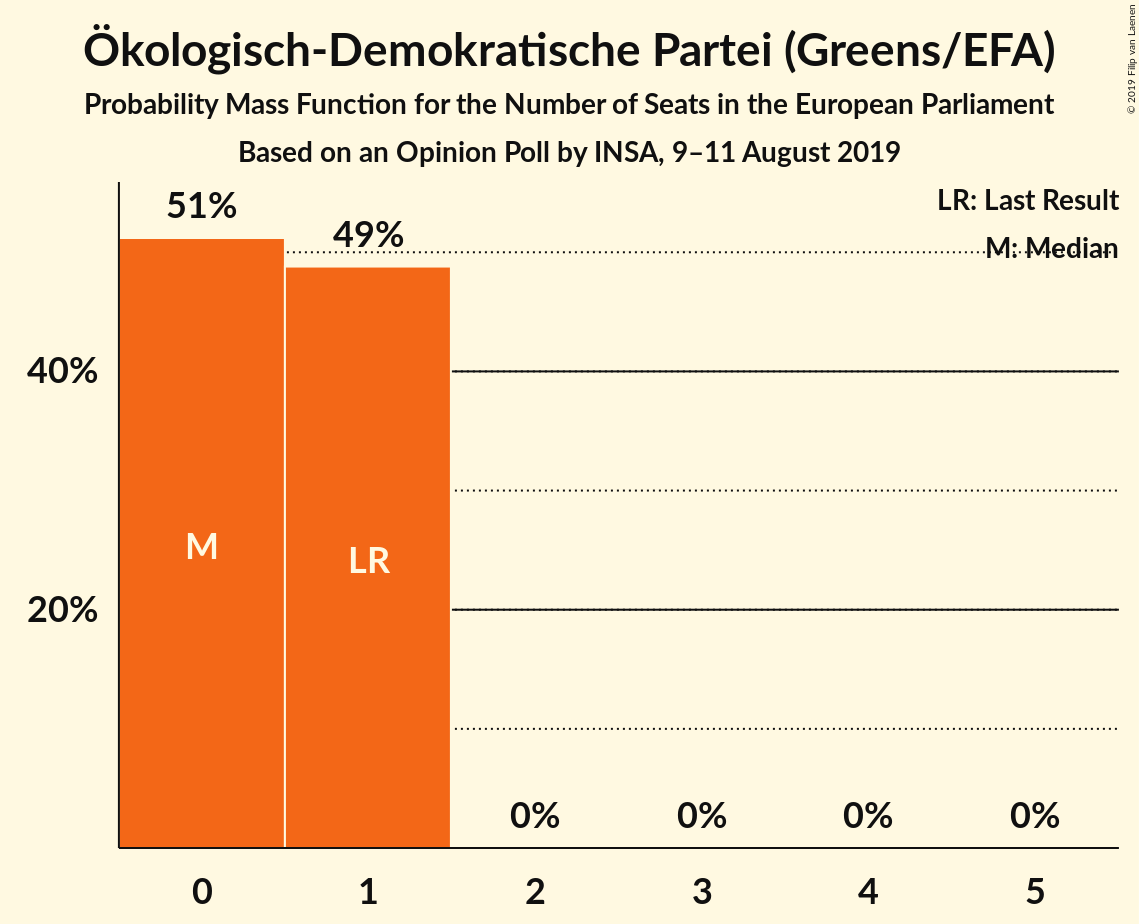 Ökologisch-Demokratische Partei (Greens/EFA)
Probability Mass Function for the Number of Seats in the European Parliament
Based on an Opinion Poll by INSA, 9–11 August 2019
© 2019 Filip van Laenen
LR: Last Result
M: Median
51%
49%
40%
20%
M
LR
0%
0%
0%
0%
0
1
2
3
4
5